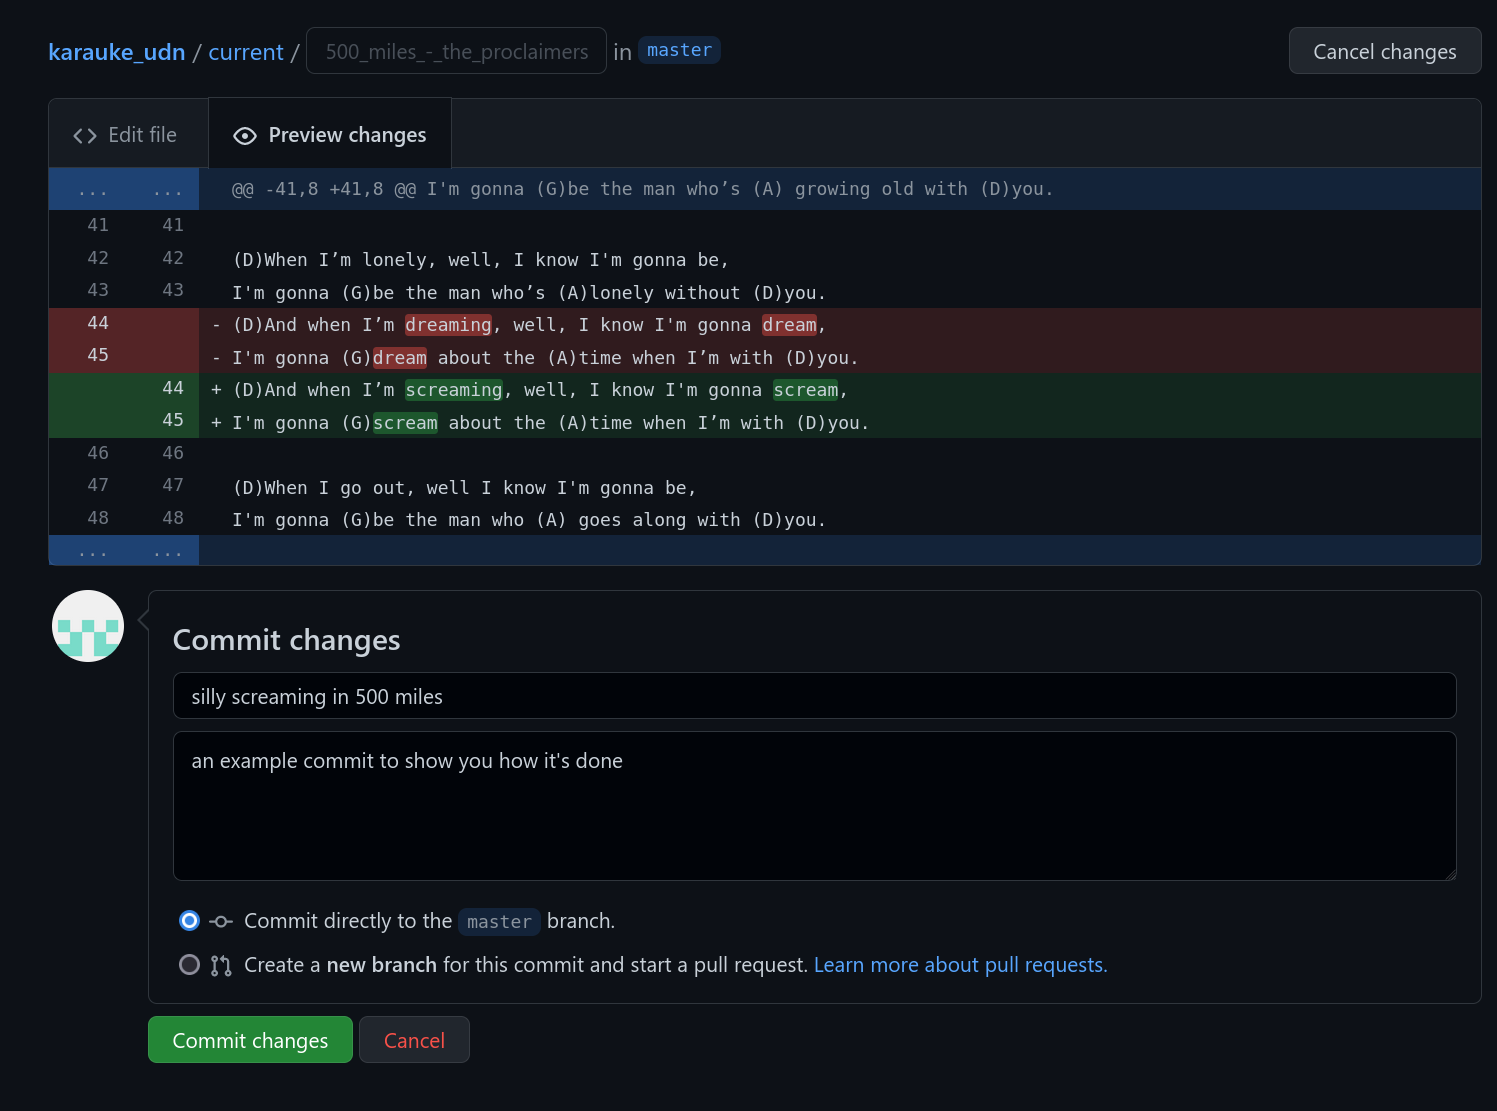 karauke_udn / current / 500_miles_-_the_proclaimers in master
Cancel changes
Edit file
Preview changes
... ... @@ -41,8 +41,8 @@ I'm gonna (G)be the man who’s (A) growing old with (D)you.
41 41
42 42 (D)When I’m lonely, well, I know I'm gonna be,
43 43 I'm gonna (G)be the man who’s (A)lonely without (D)you.
44 - (D)And when I’m dreaming, well, I know I'm gonna dream,
45 - I'm gonna (G)dream about the (A)time when I’m with (D)you.
44 + (D)And when I’m screaming, well, I know I'm gonna scream,
45 + I'm gonna (G)scream about the (A)time when I’m with (D)you.
46 46
47 47 (D)When I go out, well I know I'm gonna be,
48 48 I'm gonna (G)be the man who (A) goes along with (D)you.
... ...
Commit changes
silly screaming in 500 miles
an example commit to show you how it's done
Commit directly to the master branch.
Create a new branch for this commit and start a pull request. Learn more about pull requests.
Commit changes
Cancel